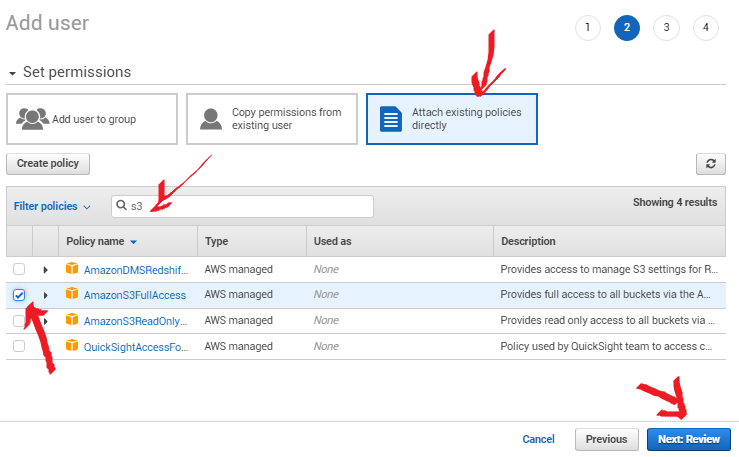 Add user
1 2 3 4
Set permissions
Add user to group
Copy permissions from
existing user
Attach existing policies
directly
Create policy
Filter policies
s3
Showing 4 results
Policy name Type Used as Description
AmazonDMSRedshif... AWS managed None Provides access to manage S3 settings for R...
AmazonS3FullAccess AWS managed None Provides full access to all buckets via the A...
AmazonS3ReadOnly... AWS managed None Provides read only access to all buckets via ...
QuickSightAccessFo... AWS managed None Policy used by QuickSight team to access c...
Cancel Previous Next: Review